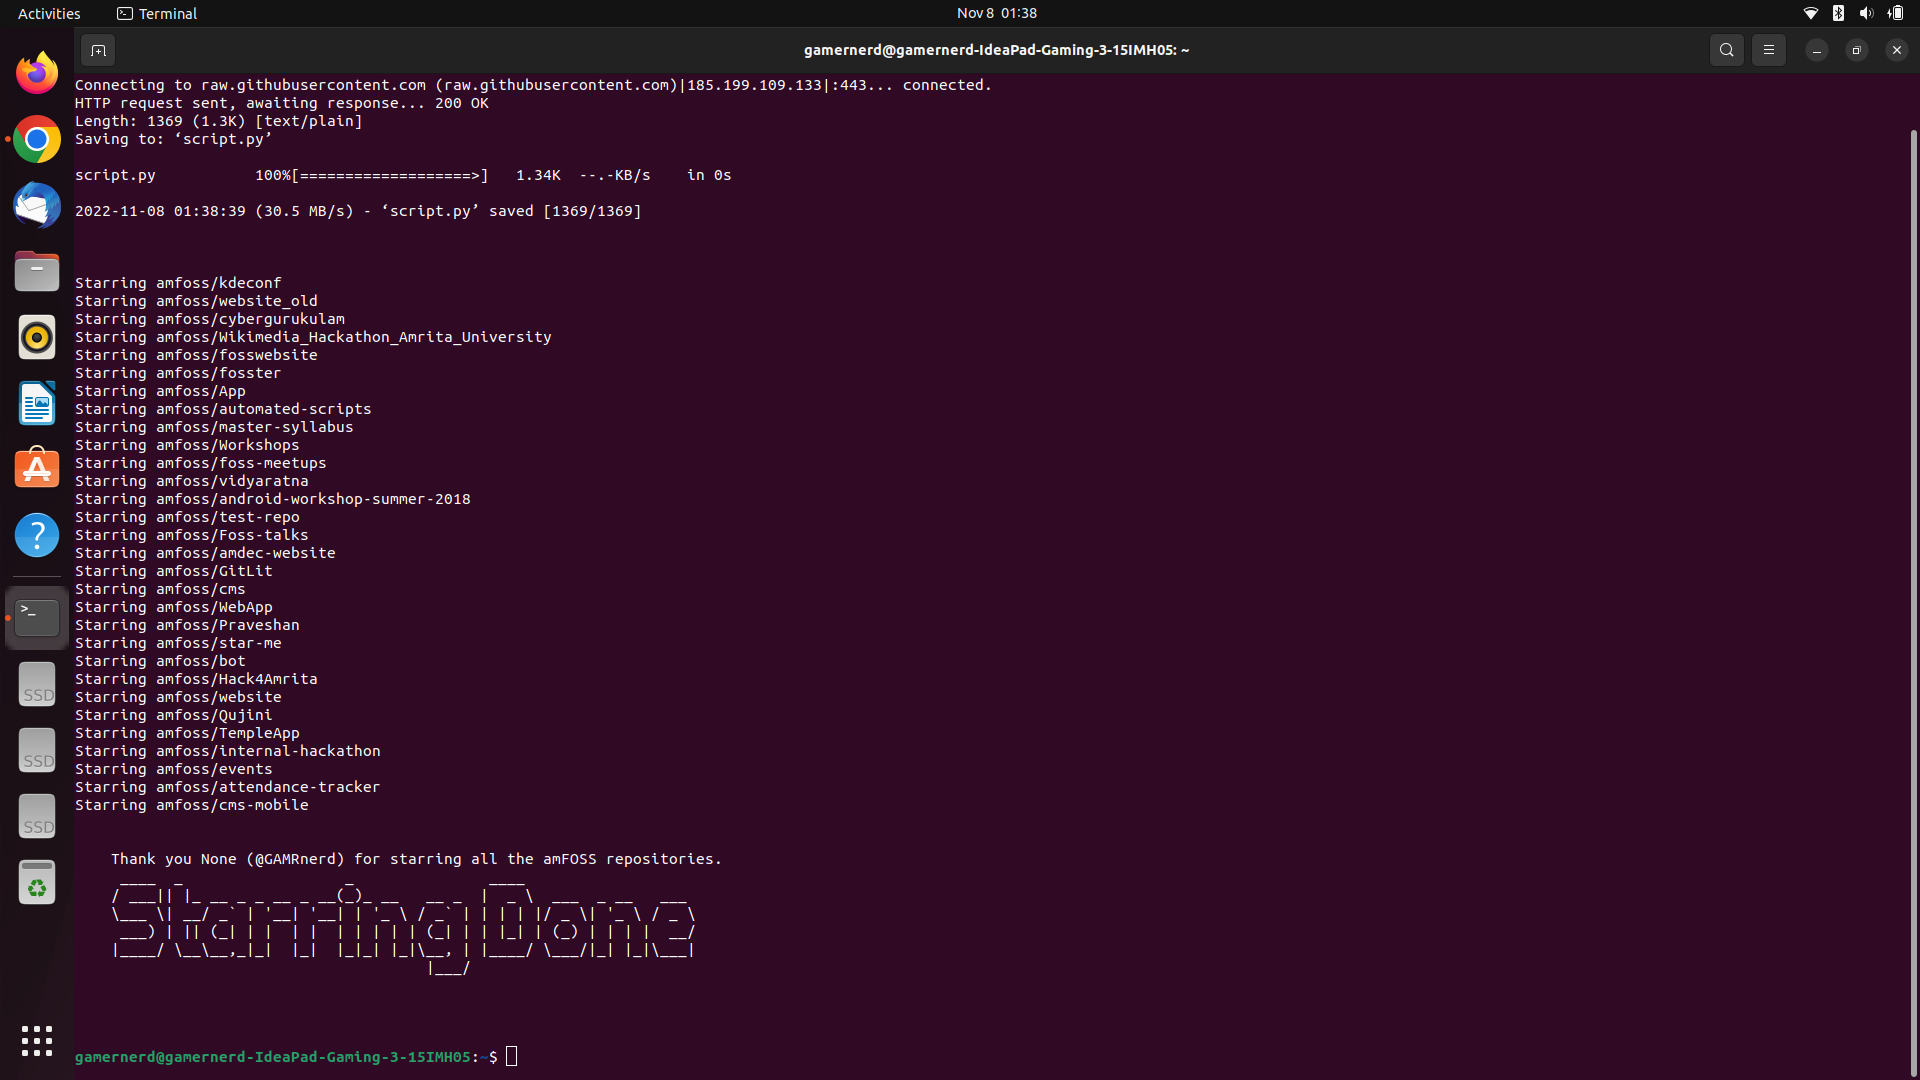 Activities Terminal Nov 8 01:38
gamernerd@gamernerd-IdeaPad-Gaming-3-15IMH05: ~
Connecting to raw.githubusercontent.com (raw.githubusercontent.com)|185.199.109.133|:443... connected.
HTTP request sent, awaiting response... 200 OK
Length: 1369 (1.3K) [text/plain]
Saving to: ‘script.py’
script.py 100%[===================>] 1.34K --.-KB/s in 0s
2022-11-08 01:38:39 (30.5 MB/s) - ‘script.py’ saved [1369/1369]
Starring amfoss/kdeconf
Starring amfoss/website_old
Starring amfoss/cybergurukulam
Starring amfoss/Wikimedia_Hackathon_Amrita_University
Starring amfoss/fosswebsite
Starring amfoss/fosster
Starring amfoss/App
Starring amfoss/automated-scripts
Starring amfoss/master-syllabus
Starring amfoss/Workshops
Starring amfoss/foss-meetups
Starring amfoss/vidyaratna
Starring amfoss/android-workshop-summer-2018
Starring amfoss/test-repo
Starring amfoss/Foss-talks
Starring amfoss/amdec-website
Starring amfoss/GitLit
Starring amfoss/cms
Starring amfoss/WebApp
Starring amfoss/Praveshan
Starring amfoss/star-me
Starring amfoss/bot
Starring amfoss/Hack4Amrita
Starring amfoss/website
Starring amfoss/Qujini
Starring amfoss/TempleApp
Starring amfoss/internal-hackathon
Starring amfoss/events
Starring amfoss/attendance-tracker
Starring amfoss/cms-mobile
Thank you None (@GAMRnerd) for starring all the amFOSS repositories.
Starring Done
gamernerd@gamernerd-IdeaPad-Gaming-3-15IMH05:~$
SSD
SSD
SSD